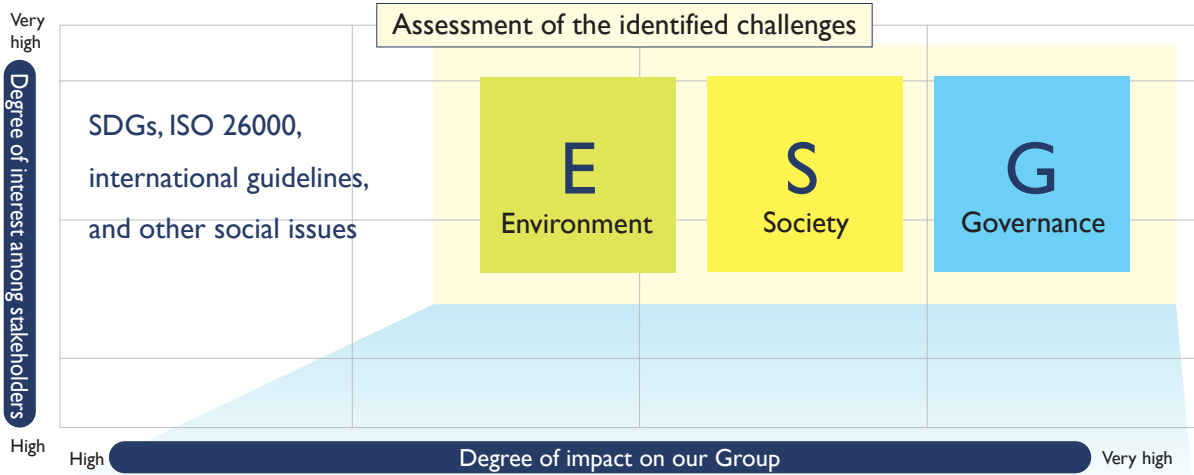 Assessment of the identified challenges
Very
high
Degree of interest among stakeholders
High
SDGs, ISO 26000,
international guidelines,
and other social issues
E
Environment
S
Society
G
Governance
High
Degree of impact on our Group
Very high